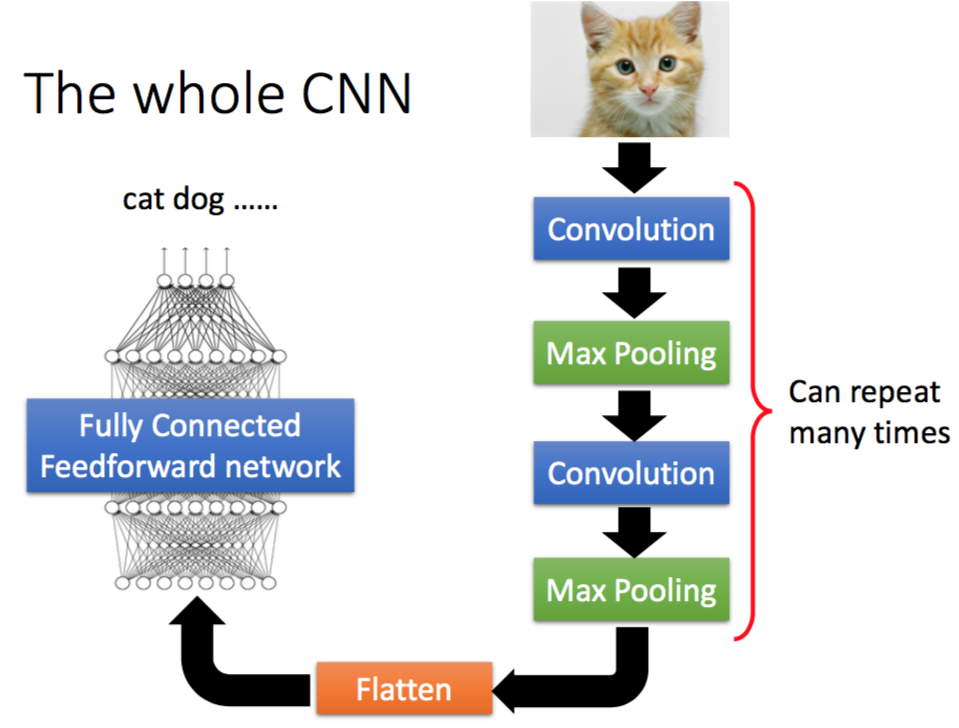 The whole CNN
cat dog ......
Convolution
Max Pooling
Convolution
Max Pooling
Can repeat
many times
Flatten
Fully Connected
Feedforward network